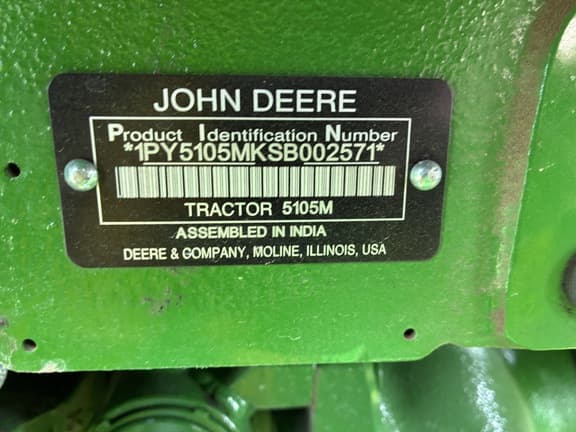 JOHN DEERE
Product Identification Number
*1PY5105MKSB002571*
TRACTOR 5105M
ASSEMBLED IN INDIA
DEERE & COMPANY, MOLINE, ILLINOIS, USA